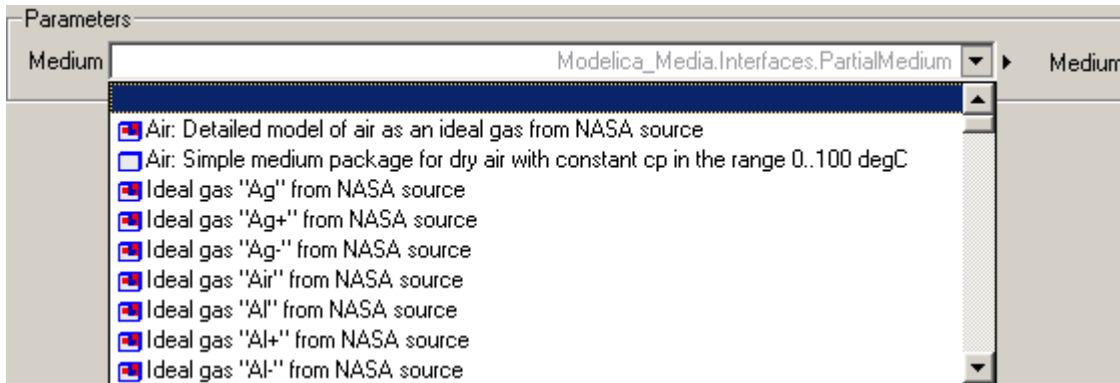 Parameters
Medium Modelica_Media.Interfaces.PartialMedium Medium
Air: Detailed model of air as an ideal gas from NASA source
Air: Simple medium package for dry air with constant cp in the range 0..100 degC
Ideal gas "Ag" from NASA source
Ideal gas "Ag+" from NASA source
Ideal gas "Ag-" from NASA source
Ideal gas "Air" from NASA source
Ideal gas "Al" from NASA source
Ideal gas "Al+" from NASA source
Ideal gas "Al-" from NASA source